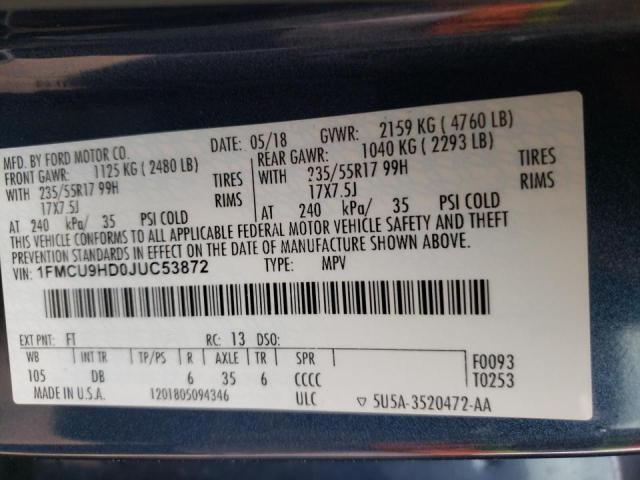 MFD. BY FORD MOTOR CO.
DATE: 05/18 GVWR: 2159 KG ( 4760 LB)
FRONT GAWR: 1125 KG ( 2480 LB) REAR GAWR: 1040 KG ( 2293 LB)
WITH 235/55R17 99H TIRES WITH 235/55R17 99H TIRES
17X7.5J RIMS 17X7.5J RIMS
AT 240 kPa/ 35 PSI COLD AT 240 kPa/ 35 PSI COLD
THIS VEHICLE CONFORMS TO ALL APPLICABLE FEDERAL MOTOR VEHICLE SAFETY AND THEFT
PREVENTION STANDARDS IN EFFECT ON THE DATE OF MANUFACTURE SHOWN ABOVE.
VIN: 1FMCU9HD0JUC53872 TYPE: MPV
EXT PNT: FT RC: 13 DSO:
WB INT TR TP/PS R AXLE TR SPR F0093
105 DB 6 35 6 CCCC T0253
MADE IN U.S.A. 1201805094346 ULC ▽ 5U5A-3520472-AA